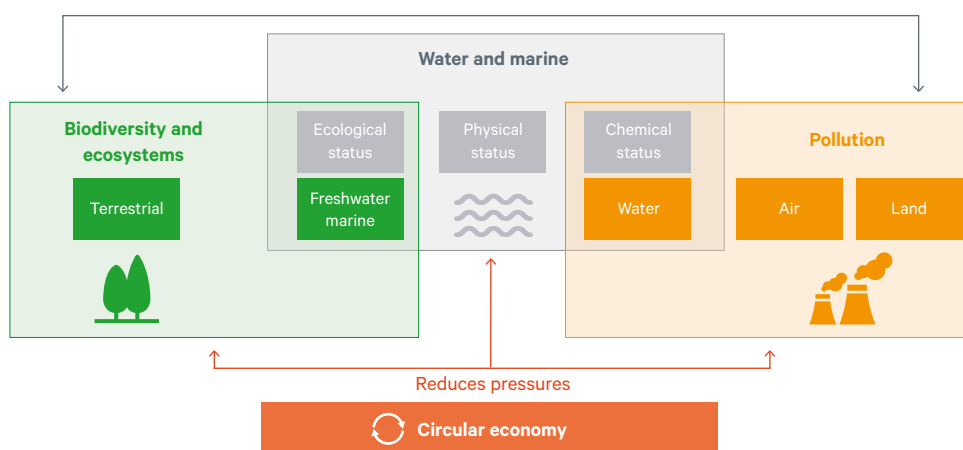 Water and marine
Biodiversity and
ecosystems
Ecological
status
Physical
status
Chemical
status
Pollution
Terrestrial
Freshwater
marine
Water
Air
Land
Reduces pressures
Circular economy